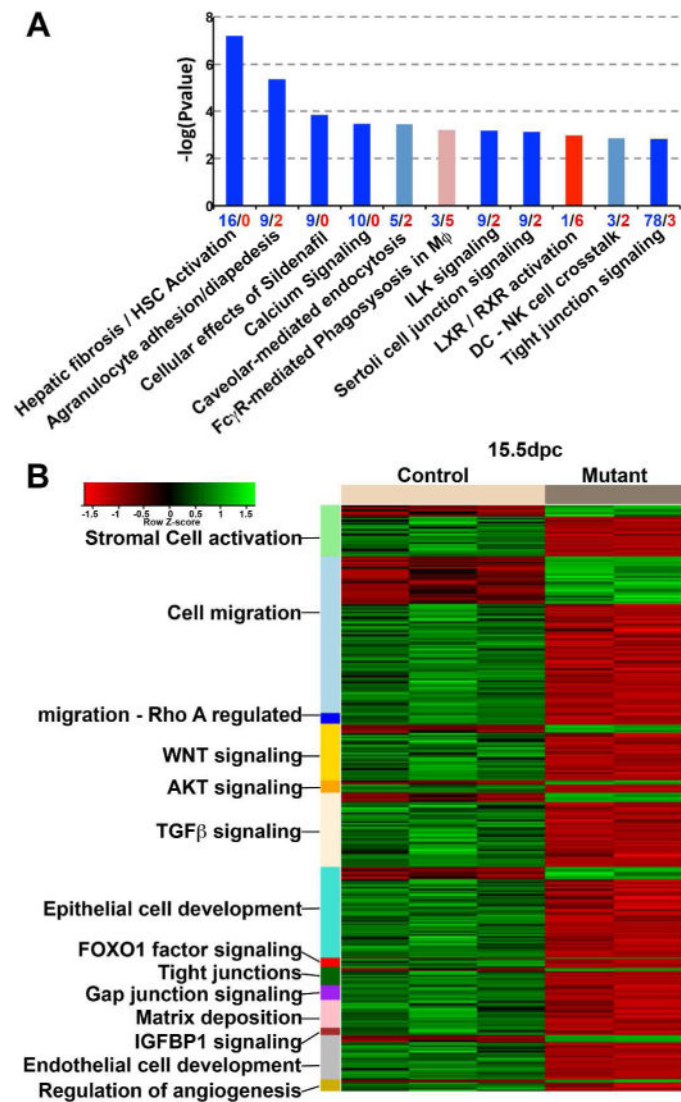 A
8
6
4
2
0
-log(Pvalue)
16/0 9/2 9/0 10/0 5/2 3/5 9/2 9/2 1/6 3/2 78/3
Hepatic fibrosis / HSC Activation
Agranulocyte adhesion/diapedesis
Cellular effects of Sildenafil
Calcium Signaling
Caveolar-mediated endocytosis
FcγR-mediated Phagosysosis in Mϕ
ILK signaling
Sertoli cell junction signaling
LXR / RXR activation
DC - NK cell crosstalk
Tight junction signaling
B
15.5dpc
Control Mutant
-1.5 -1 -0.5 0 0.5 1 1.5
Row Z-score
Stromal Cell activation
Cell migration
migration - Rho A regulated
WNT signaling
AKT signaling
TGFβ signaling
Epithelial cell development
FOXO1 factor signaling
Tight junctions
Gap junction signaling
Matrix deposition
IGFBP1 signaling
Endothelial cell development
Regulation of angiogenesis